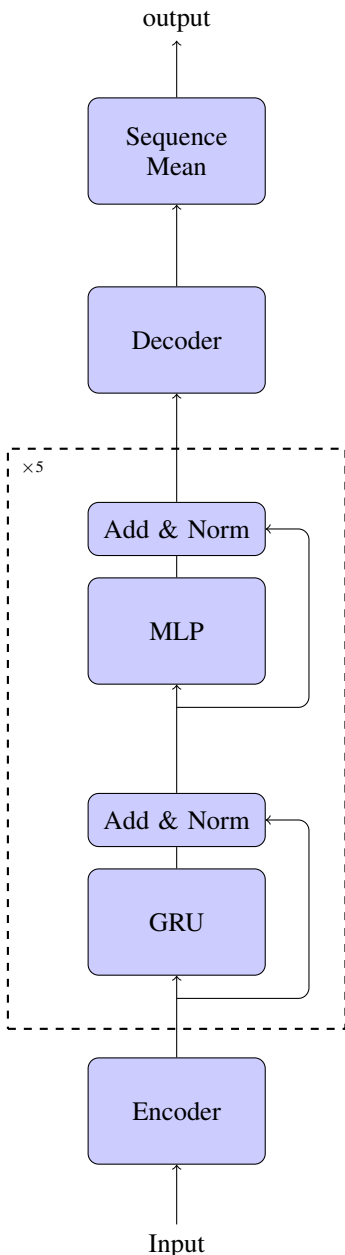 output
Sequence
Mean
Decoder
×5
Add & Norm
MLP
Add & Norm
GRU
Encoder
Input